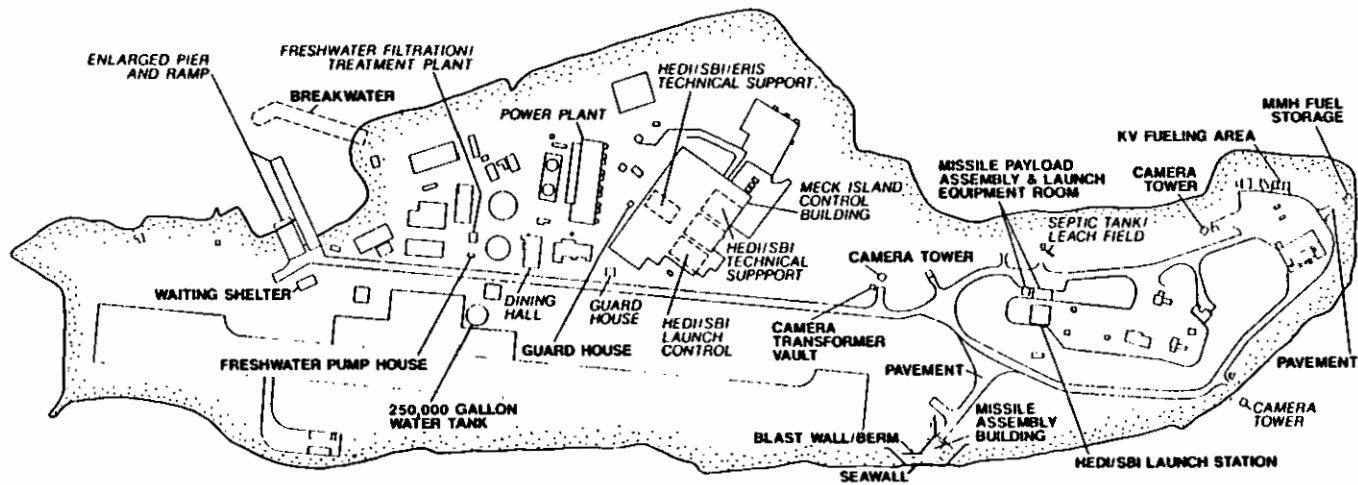 ENLARGED PIER
AND RAMP
BREAKWATER
FRESHWATER FILTRATION/
TREATMENT PLANT
POWER PLANT
HEDI/SBI/ERIS
TECHNICAL SUPPORT
MECK ISLAND
CONTROL
BUILDING
HEDI/SBI
TECHNICAL
SUPPPORT
MISSILE PAYLOAD
ASSEMBLY & LAUNCH
EQUIPMENT ROOM
SEPTIC TANK/
LEACH FIELD
KV FUELING AREA
CAMERA
TOWER
MMH FUEL
STORAGE
CAMERA TOWER
WAITING SHELTER
FRESHWATER PUMP HOUSE
250,000 GALLON
WATER TANK
DINING
HALL
GUARD HOUSE
GUARD
HOUSE
HEDI/SBI
LAUNCH
CONTROL
CAMERA
TRANSFORMER
VAULT
PAVEMENT
MISSILE
ASSEMBLY
BUILDING
BLAST WALL/BERM
SEAWALL
HEDI/SBI LAUNCH STATION
CAMERA
TOWER
PAVEMENT